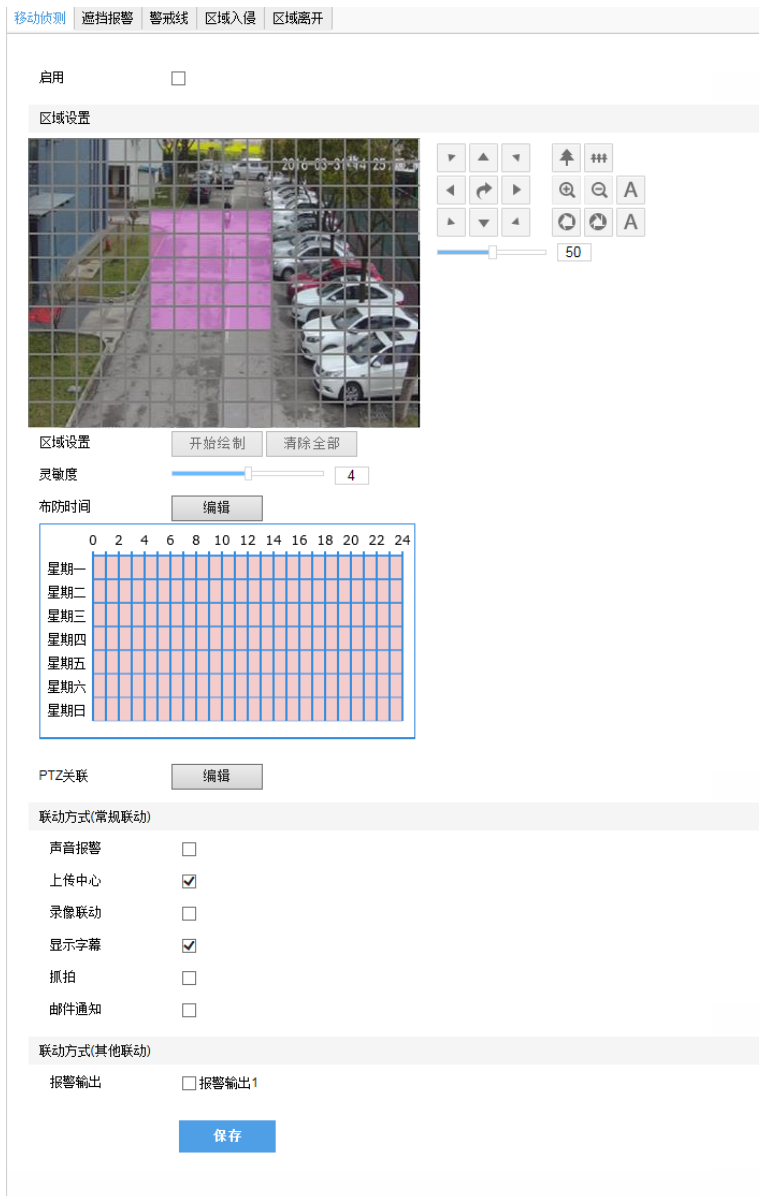 移动侦测 遮挡报警 警戒线 区域入侵 区域离开
启用
区域设置
2016-03-31
A
A
50
区域设置 开始绘制 清除全部
灵敏度 4
布防时间 编辑
0 2 4 6 8 10 12 14 16 18 20 22 24
星期一
星期二
星期三
星期四
星期五
星期六
星期日
PTZ关联 编辑
联动方式(常规联动)
声音报警
上传中心
录像联动
显示字幕
抓拍
邮件通知
联动方式(其他联动)
报警输出 报警输出1
保存